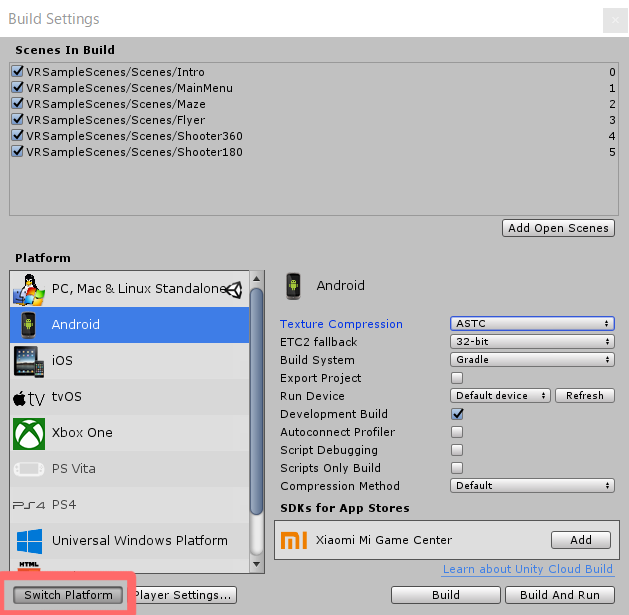 Build Settings
Scenes In Build
VRSampleScenes/Scenes/Intro 0
VRSampleScenes/Scenes/MainMenu 1
VRSampleScenes/Scenes/Maze 2
VRSampleScenes/Scenes/Flyer 3
VRSampleScenes/Scenes/Shooter360 4
VRSampleScenes/Scenes/Shooter180 5
Add Open Scenes
Platform
PC, Mac & Linux Standalone
Android
iOS
tv tvOS
Xbox One
PS Vita
PS4 PS4
Universal Windows Platform
HTML
Android
Texture Compression ASTC
ETC2 fallback 32-bit
Build System Gradle
Export Project
Run Device Default device Refresh
Development Build
Autoconnect Profiler
Script Debugging
Scripts Only Build
Compression Method Default
SDKs for App Stores
mi Xiaomi Mi Game Center Add
Learn about Unity Cloud Build
Switch Platform Player Settings... Build Build And Run